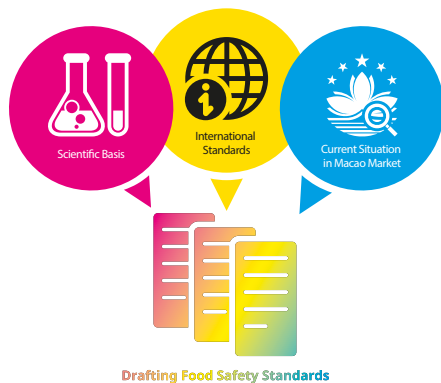 Scientific Basis
International
Standards
Current Situation
in Macao Market
Drafting Food Safety Standards